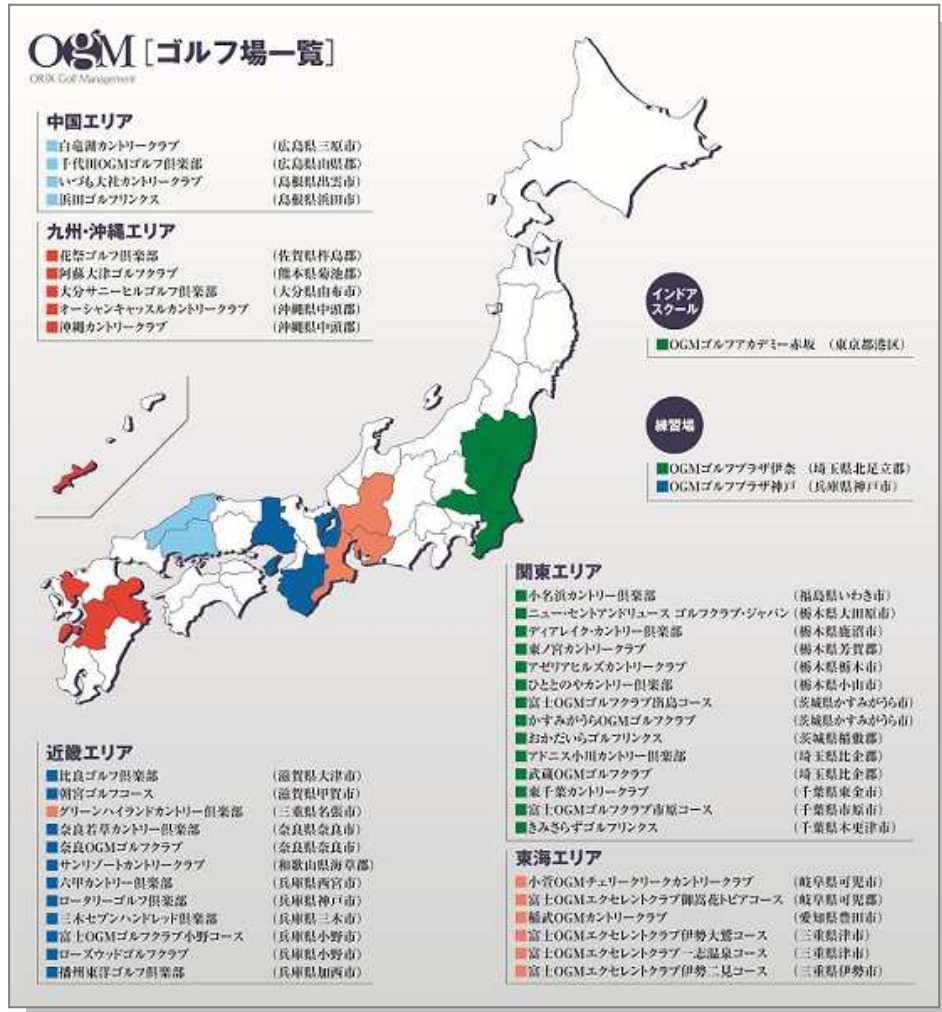 OGM［ゴルフ場一覧］
ORIX Golf Management
中国エリア
白竜湖カントリークラブ （広島県三原市）
千代田OGMゴルフ倶楽部 （広島県山県郡）
いづも大社カントリークラブ （島根県出雲市）
浜田ゴルフリンクス （島根県浜田市）
九州・沖縄エリア
花祭ゴルフ倶楽部 （佐賀県杵島郡）
阿蘇大津ゴルフクラブ （熊本県菊池郡）
大分サニーヒルゴルフ倶楽部 （大分県由布市）
オーシャンキャッスルカントリークラブ （沖縄県中頭郡）
沖縄カントリークラブ （沖縄県中頭郡）
インドア
スクール
OGMゴルフアカデミー赤坂 （東京都港区）
練習場
OGMゴルフプラザ伊奈 （埼玉県北足立郡）
OGMゴルフプラザ神戸 （兵庫県神戸市）
関東エリア
小名浜カントリー倶楽部 （福島県いわき市）
ニュー・セントアンドリュース ゴルフクラブ・ジャパン （栃木県大田原市）
ディアレイク・カントリー倶楽部 （栃木県鹿沼市）
東ノ宮カントリークラブ （栃木県芳賀郡）
アゼリアヒルズカントリークラブ （栃木県栃木市）
ひととのやカントリー倶楽部 （栃木県小山市）
富士OGMゴルフクラブ出島コース （茨城県かすみがうら市）
かすみがうらOGMゴルフクラブ （茨城県かすみがうら市）
おかだいらゴルフリンクス （茨城県稲敷郡）
アドニス小川カントリー倶楽部 （埼玉県比企郡）
武蔵OGMゴルフクラブ （埼玉県比企郡）
東千葉カントリークラブ （千葉県東金市）
富士OGMゴルフクラブ市原コース （千葉県市原市）
きみさらずゴルフリンクス （千葉県木更津市）
近畿エリア
比良ゴルフ倶楽部 （滋賀県大津市）
朝宮ゴルフコース （滋賀県甲賀市）
グリーンハイランドカントリー倶楽部 （三重県名張市）
奈良若草カントリー倶楽部 （奈良県奈良市）
奈良OGMゴルフクラブ （奈良県奈良市）
サンリゾートカントリークラブ （和歌山県海草郡）
六甲カントリー倶楽部 （兵庫県西宮市）
ロータリーゴルフ倶楽部 （兵庫県神戸市）
三木セブンハンドレッド倶楽部 （兵庫県三木市）
富士OGMゴルフクラブ小野コース （兵庫県小野市）
ローズウッドゴルフクラブ （兵庫県小野市）
播州東洋ゴルフ倶楽部 （兵庫県加西市）
東海エリア
小萱OGMチェリークリークカントリークラブ （岐阜県可児市）
富士OGMエクセレントクラブ御嵩花トピアコース （岐阜県可児郡）
稲武OGMカントリークラブ （愛知県豊田市）
富士OGMエクセレントクラブ伊勢大鷲コース （三重県津市）
富士OGMエクセレントクラブ一志温泉コース （三重県津市）
富士OGMエクセレントクラブ伊勢二見コース （三重県伊勢市）